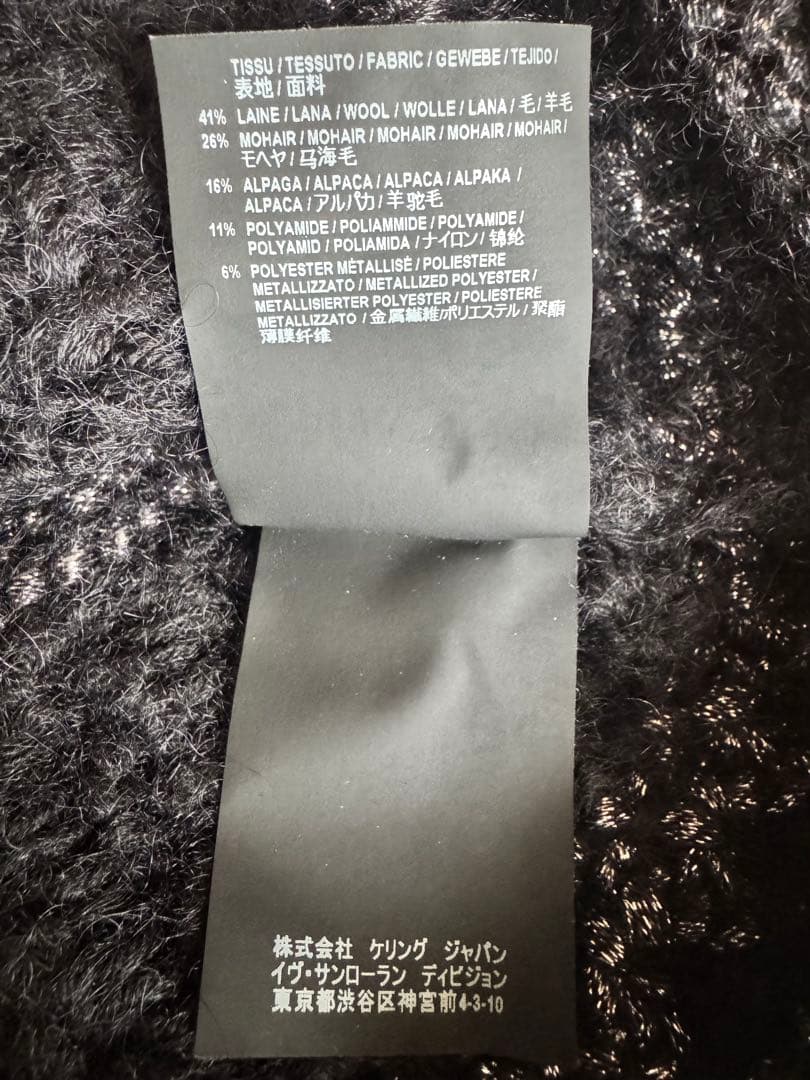 TISSU / TESSUTO / FABRIC / GEWEBE / TEJIDO /
表地 / 面料
41% LAINE / LANA / WOOL / WOLLE / LANA / 毛 / 羊毛
26% MOHAIR / MOHAIR / MOHAIR / MOHAIR / MOHAIR /
モヘヤ / 马海毛
16% ALPAGA / ALPACA / ALPACA / ALPAKA /
ALPACA / アルパカ / 羊驼毛
11% POLYAMIDE / POLIAMMIDE / POLYAMIDE /
POLYAMID / POLIAMIDA / ナイロン / 锦纶
6% POLYESTER MÉTALLISÉ / POLIESTERE
METALLIZZATO / METALLIZED POLYESTER /
METALLISIERTER POLYESTER / POLIESTERE
METALLIZZATO / 金属繊維/ポリエステル / 聚酯
薄膜纤维
株式会社 ケリング ジャパン
イヴ・サンローラン ディビジョン
東京都渋谷区神宮前4-3-10